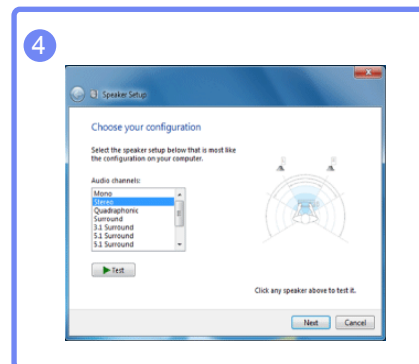 4
Speaker Setup
Choose your configuration
Select the speaker setup below that is most like
the configuration on your computer.
Audio channels:
Mono
Stereo
Quadraphonic
Surround
3.1 Surround
5.1 Surround
5.1 Surround
Test
Click any speaker above to test it.
Next
Cancel